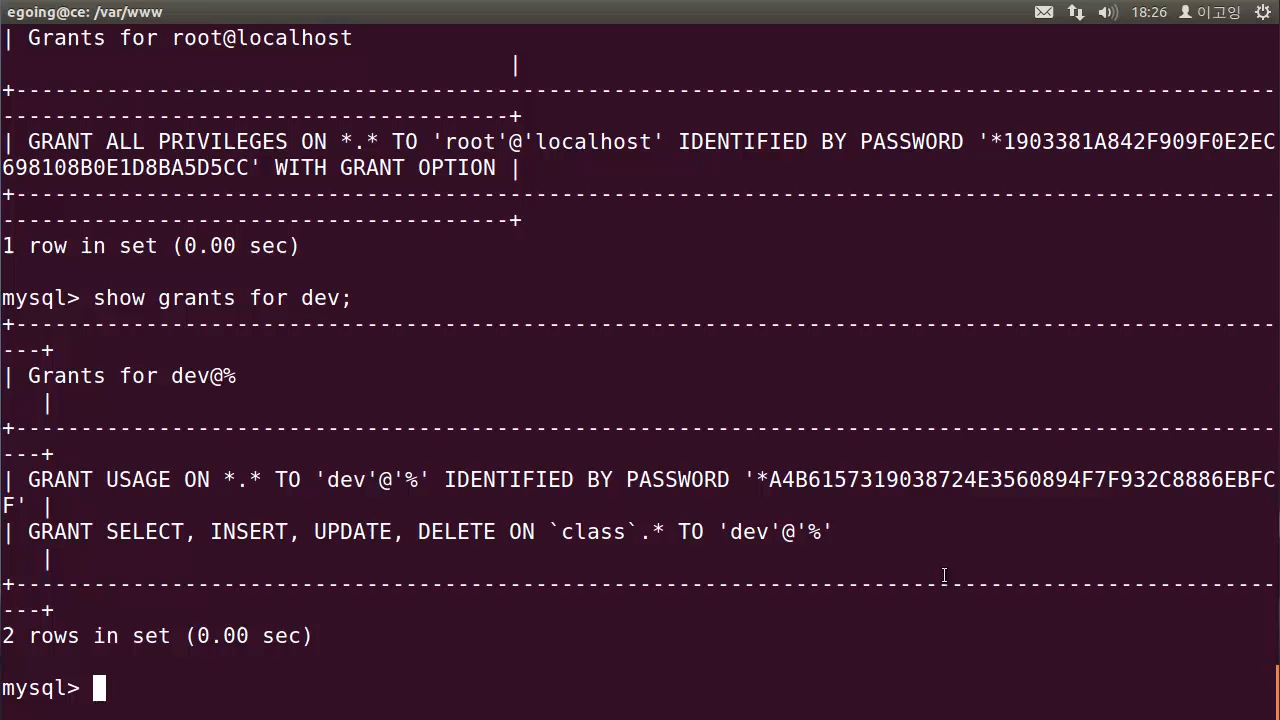 egoing@ce: /var/www 18:26 이고잉
| Grants for root@localhost
|
+-------------------------------------------------------------------------------------------------
---------------------------------------+
| GRANT ALL PRIVILEGES ON *.* TO 'root'@'localhost' IDENTIFIED BY PASSWORD '*1903381A842F909F0E2EC
698108B0E1D8BA5D5CC' WITH GRANT OPTION |
+-------------------------------------------------------------------------------------------------
---------------------------------------+
1 row in set (0.00 sec)
mysql> show grants for dev;
+-------------------------------------------------------------------------------------------------
---+
| Grants for dev@%
|
+-------------------------------------------------------------------------------------------------
---+
| GRANT USAGE ON *.* TO 'dev'@'%' IDENTIFIED BY PASSWORD '*A4B6157319038724E3560894F7F932C8886EBFC
F' |
| GRANT SELECT, INSERT, UPDATE, DELETE ON `class`.* TO 'dev'@'%'
|
+-------------------------------------------------------------------------------------------------
---+
2 rows in set (0.00 sec)
mysql>